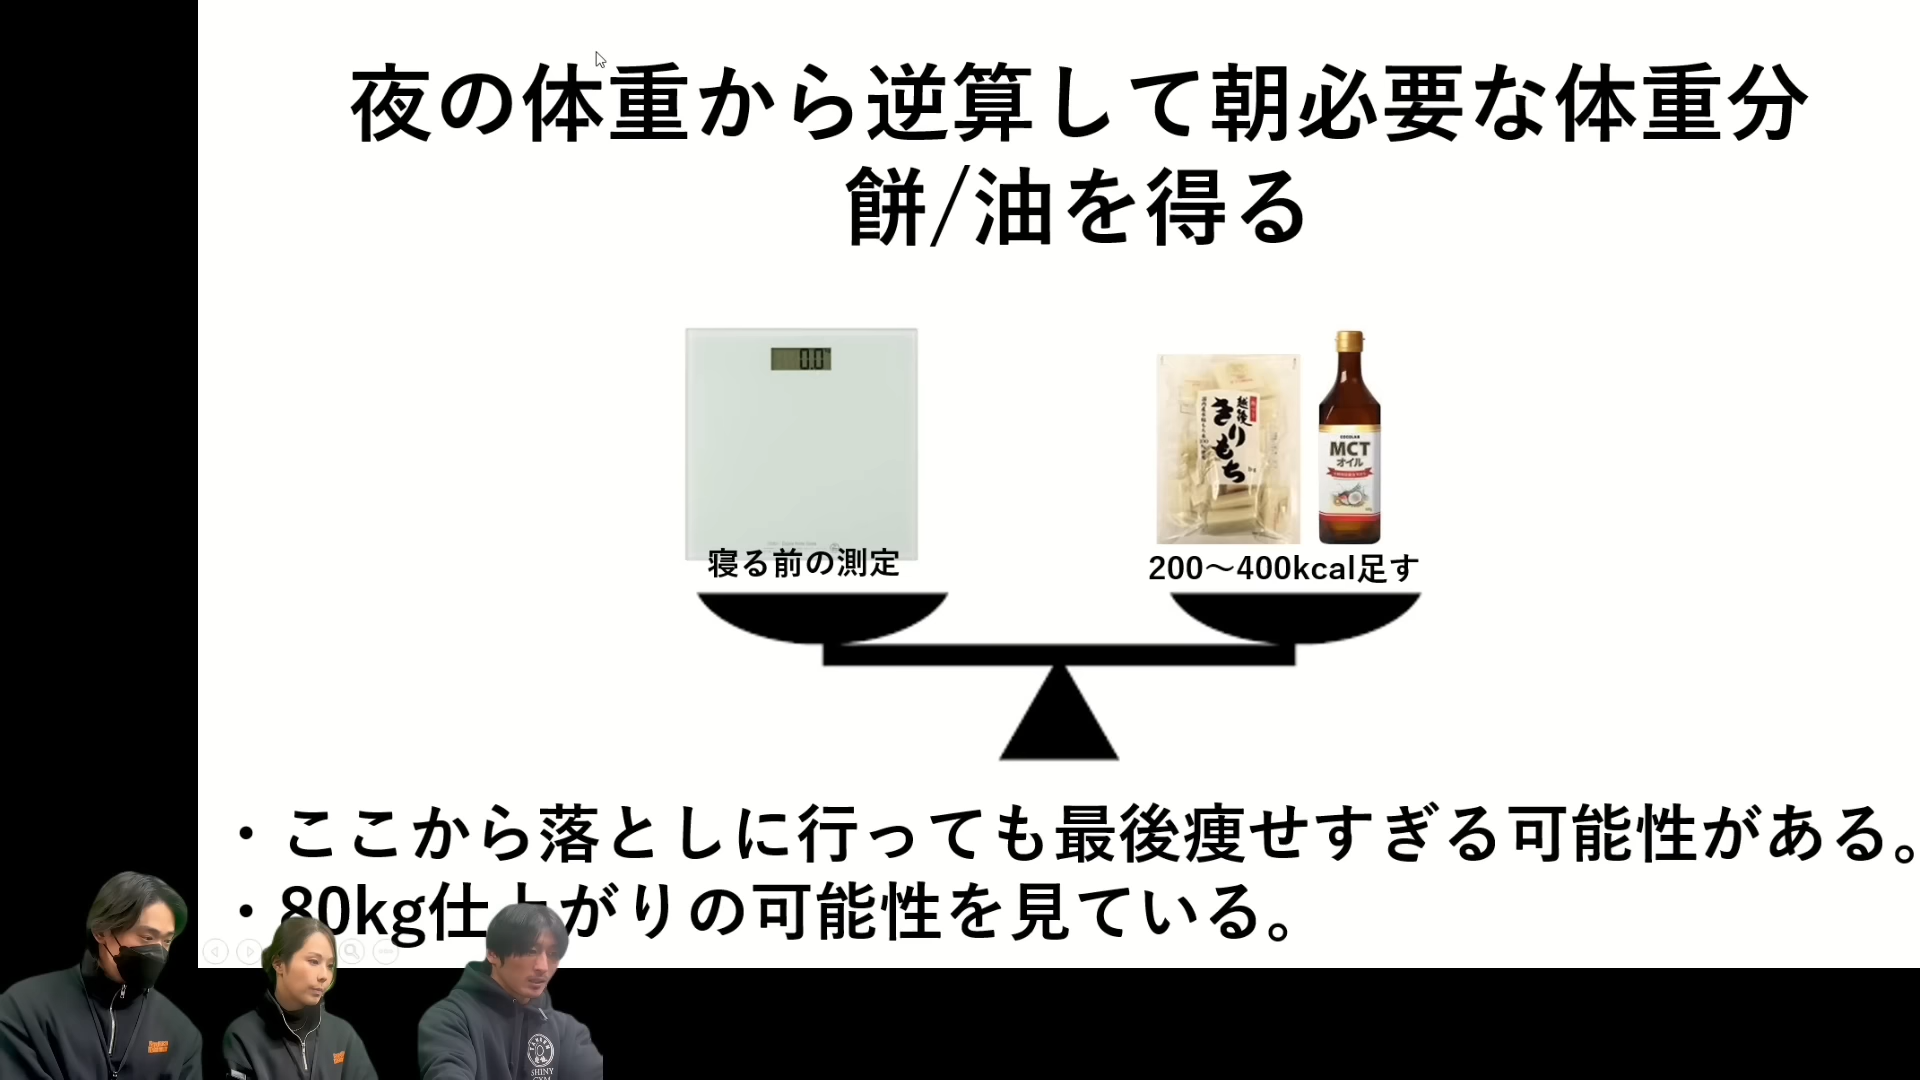 夜の体重から逆算して朝必要な体重分
餅/油を得る
0.0
越後
きりもち
MCT
オイル
寝る前の測定
200〜400kcal足す
・ここから落としに行っても最後痩せすぎる可能性がある。
・80kg仕上がりの可能性を見ている。
SHINY
GYM